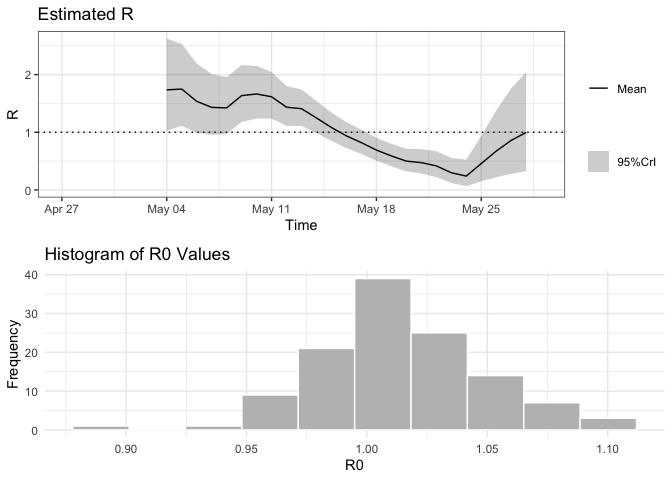 Estimated R
2
1
0
R
Apr 27
May 04
May 11
May 18
May 25
Time
Mean
95%CrI
Histogram of R0 Values
40
30
20
10
0
Frequency
0.90
0.95
1.00
1.05
1.10
R0